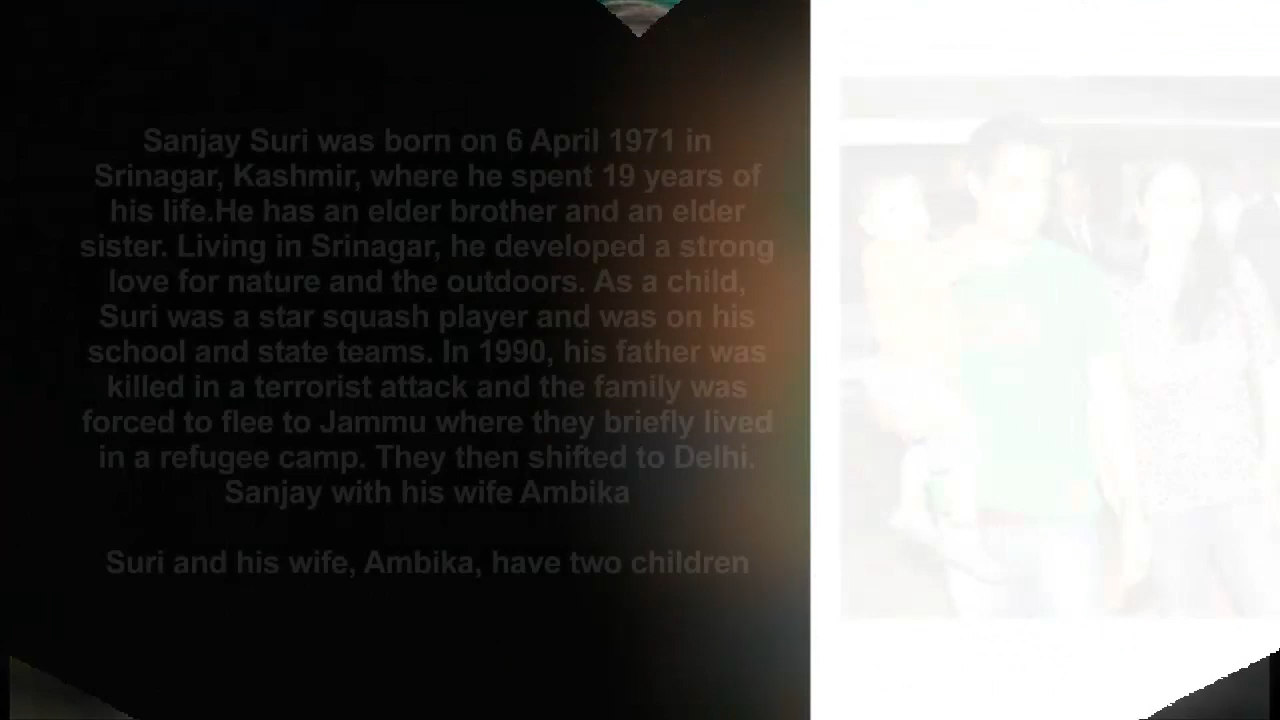 Sanjay Suri was born on 6 April 1971 in
Srinagar, Kashmir, where he spent 19 years of
his life.He has an elder brother and an elder
sister. Living in Srinagar, he developed a strong
love for nature and the outdoors. As a child,
Suri was a star squash player and was on his
school and state teams. In 1990, his father was
killed in a terrorist attack and the family was
forced to flee to Jammu where they briefly lived
in a refugee camp. They then shifted to Delhi.
Sanjay with his wife Ambika
Suri and his wife, Ambika, have two children